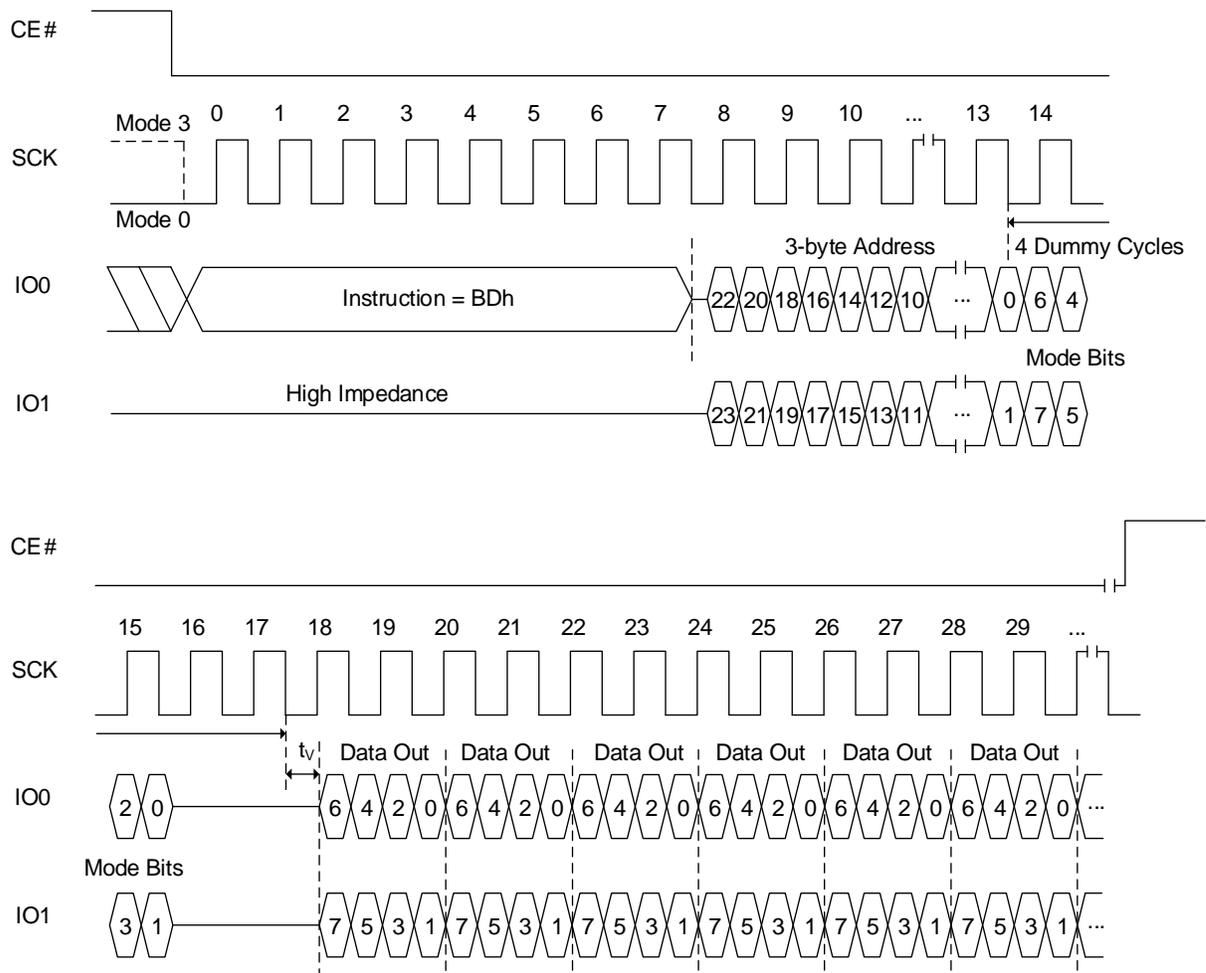 CE#
0 1 2 3 4 5 6 7 8 9 10 ... 13 14
Mode 3
SCK
Mode 0
3-byte Address 4 Dummy Cycles
IO0 Instruction = BDh 22 20 18 16 14 12 10 ... 0 6 4
Mode Bits
High Impedance
IO1 23 21 19 17 15 13 11 ... 1 7 5
CE#
15 16 17 18 19 20 21 22 23 24 25 26 27 28 29 ...
SCK
tV Data Out Data Out Data Out Data Out Data Out Data Out
IO0 2 0 6 4 2 0 6 4 2 0 6 4 2 0 6 4 2 0 6 4 2 0 6 4 2 0 ...
Mode Bits
IO1 3 1 7 5 3 1 7 5 3 1 7 5 3 1 7 5 3 1 7 5 3 1 7 5 3 1 ...